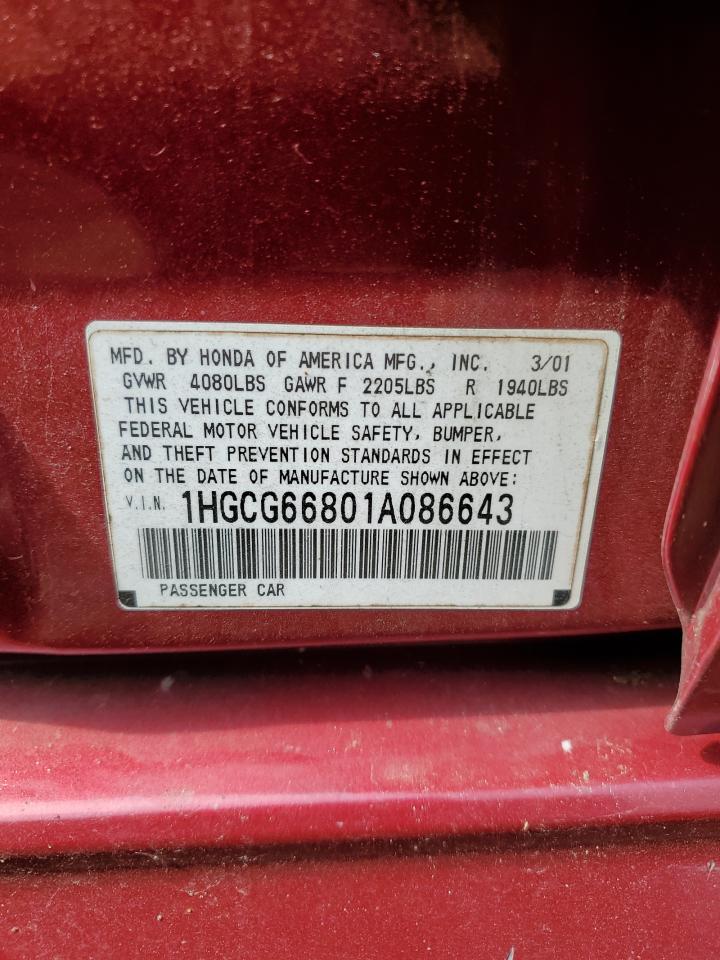 MFD. BY HONDA OF AMERICA MFG., INC. 3/01
GVWR 4080LBS GAWR F 2205LBS R 1940LBS
THIS VEHICLE CONFORMS TO ALL APPLICABLE
FEDERAL MOTOR VEHICLE SAFETY, BUMPER,
AND THEFT PREVENTION STANDARDS IN EFFECT
ON THE DATE OF MANUFACTURE SHOWN ABOVE:
V.I.N. 1HGCG66801A086643
PASSENGER CAR